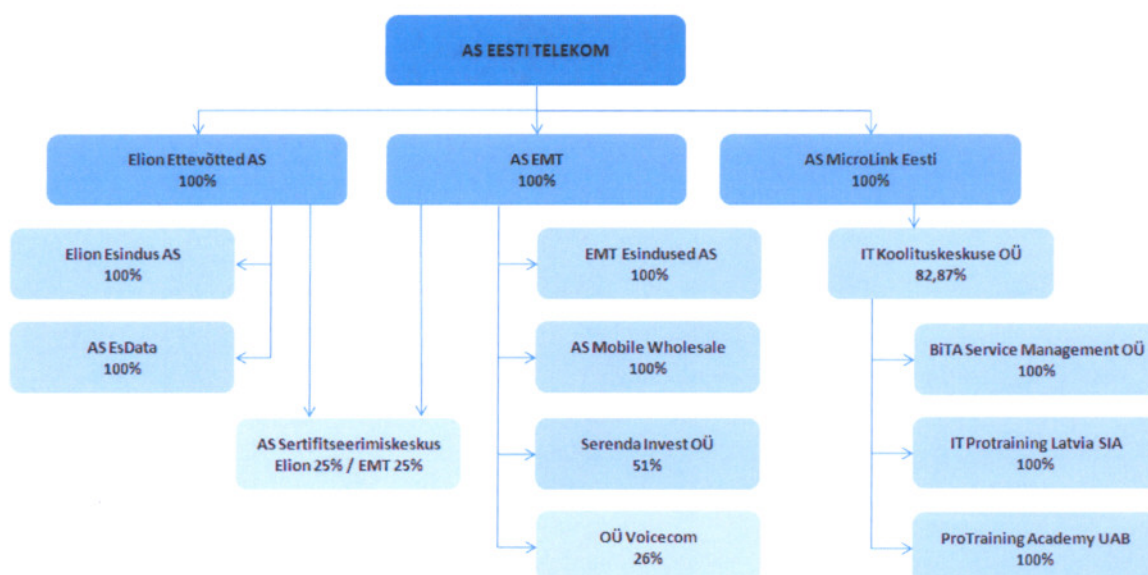 AS EESTI TELEKOM
Elion Ettevõtted AS
100%
AS EMT
100%
AS MicroLink Eesti
100%
Elion Esindus AS
100%
AS EsData
100%
AS Sertifitseerimiskeskus
Elion 25% / EMT 25%
EMT Esindused AS
100%
AS Mobile Wholesale
100%
Serenda Invest OÜ
51%
OÜ Voicecom
26%
IT Koolituskeskuse OÜ
82,87%
BiTA Service Management OÜ
100%
IT Protraining Latvia SIA
100%
ProTraining Academy UAB
100%